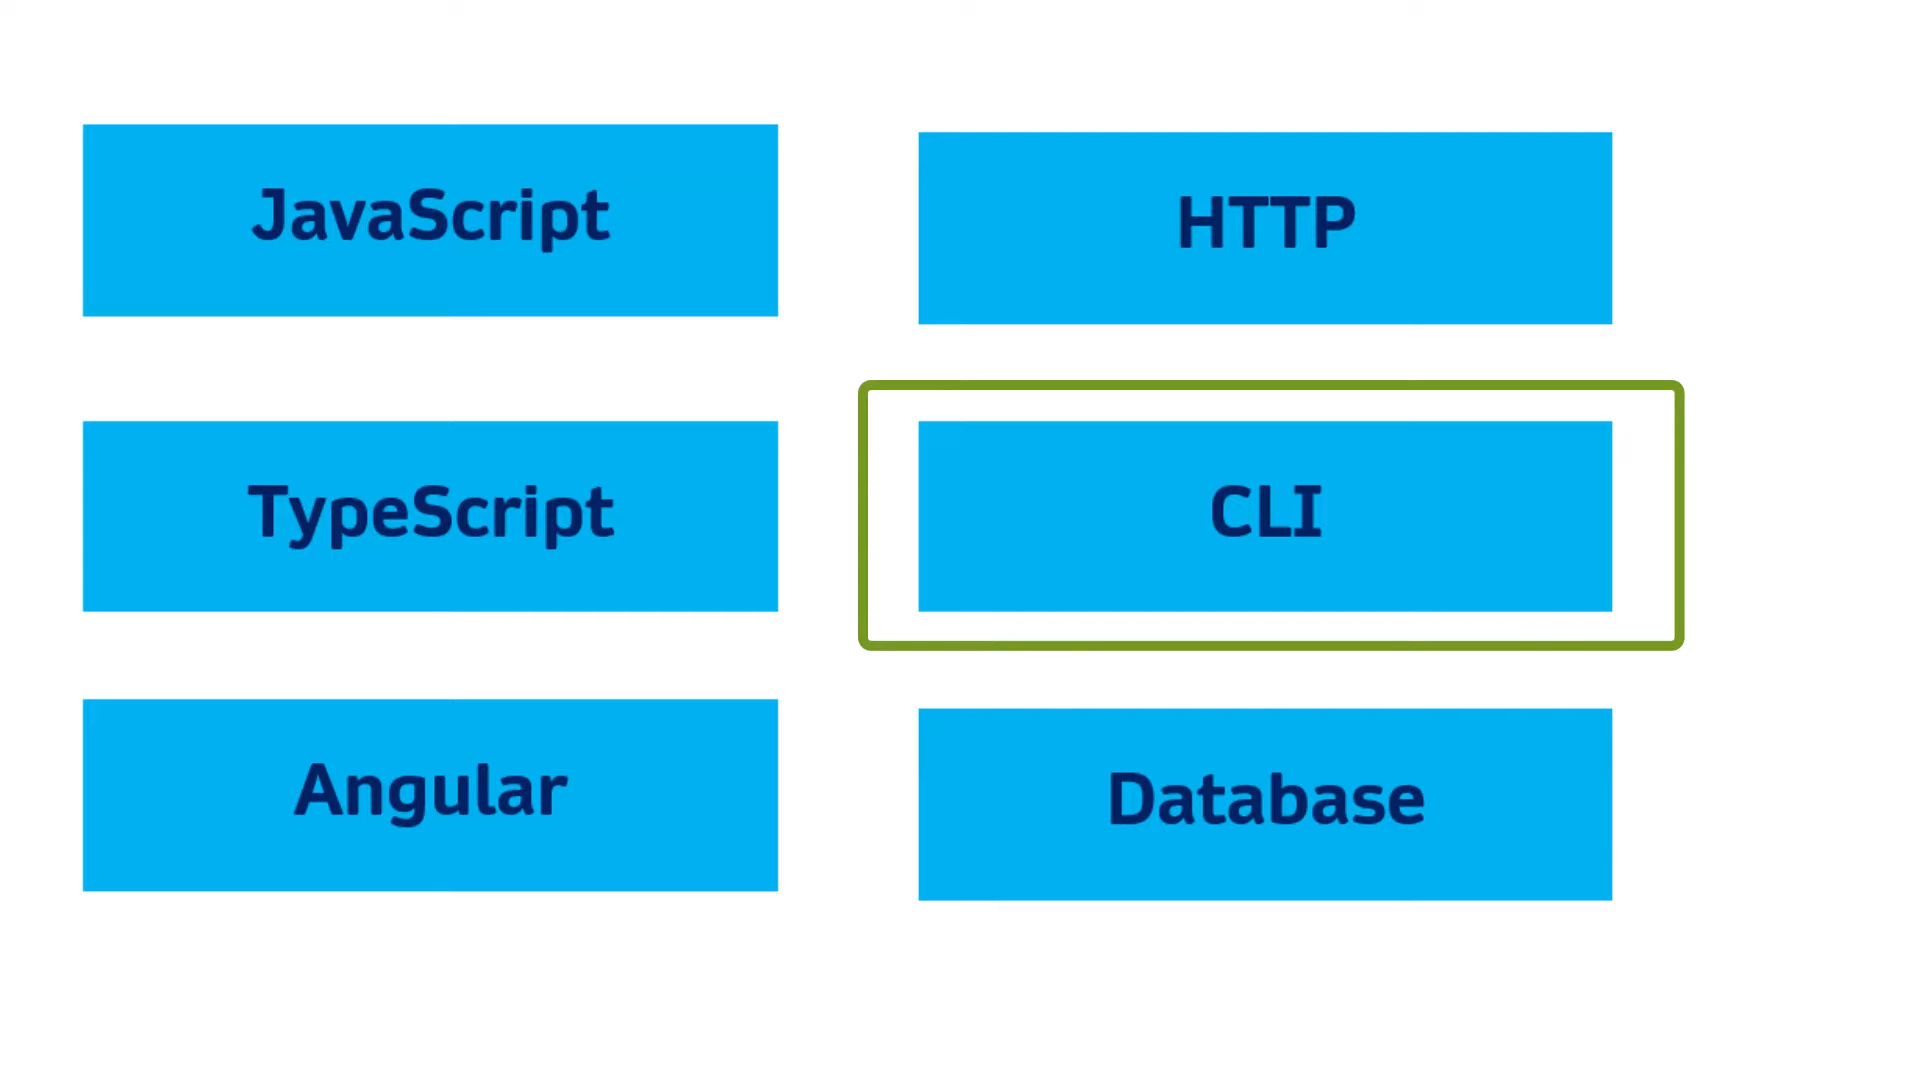 JavaScript
HTTP
TypeScript
CLI
Angular
Database